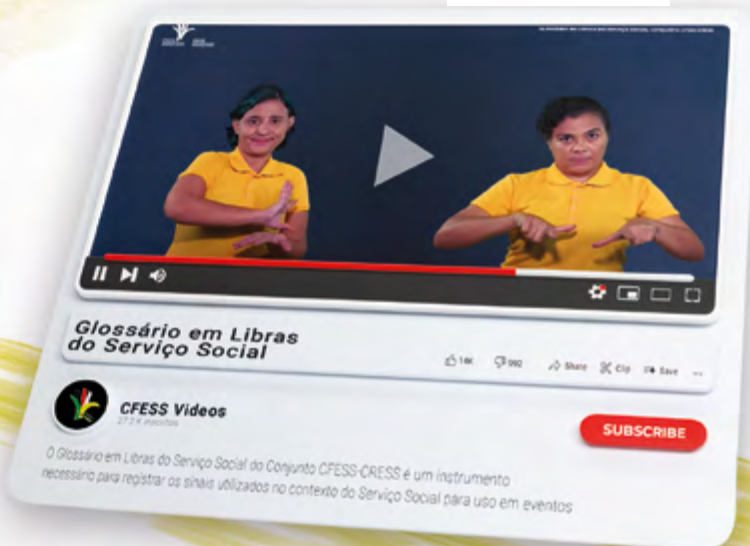 Glossário em Libras
do Serviço Social
992
Share
Clip
Save
...
CFESS Videos
SUBSCRIBE
O Glossário em Libras do Serviço Social do Conjunto CFESS-CRESS é um instrumento
necessário para registrar os sinais utilizados no contexto do Serviço Social para uso em eventos